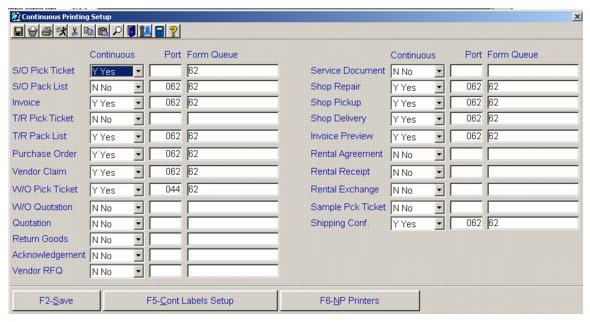 Continuous Printing Setup
Continuous Port Form Queue
S/O Pick Ticket Y Yes 62
S/O Pack List N No 062 62
Invoice Y Yes 062 62
T/R Pick Ticket N No
T/R Pack List Y Yes 062 62
Purchase Order Y Yes 062 62
Vendor Claim Y Yes 062 62
W/O Pick Ticket Y Yes 044 62
W/O Quotation N No
Quotation N No
Return Goods N No
Acknowledgement N No
Vendor RFQ N No
Continuous Port Form Queue
Service Document N No
Shop Repair Y Yes 062 62
Shop Pickup Y Yes 062 62
Shop Delivery Y Yes 062 62
Invoice Preview Y Yes 062 62
Rental Agreement N No
Rental Receipt N No
Rental Exchange N No
Sample Pck Ticket N No
Shipping Conf. Y Yes 062 62
F2-Save F5-Cont Labels Setup F6-NP Printers